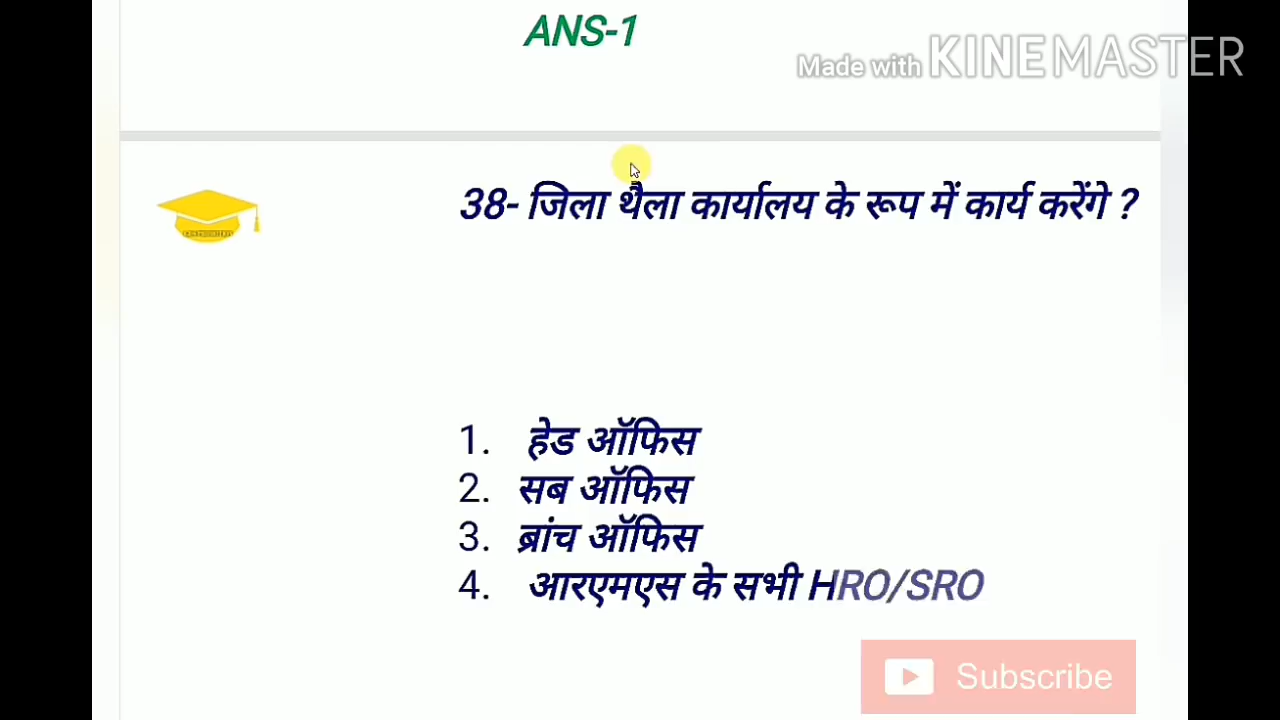 ANS-1
Made with KINEMASTER
38- जिला थैला कार्यालय के रूप में कार्य करेंगे ?
1. हेड ऑफिस
2. सब ऑफिस
3. ब्रांच ऑफिस
4. आरएमएस के सभी HRO/SRO
Subscribe